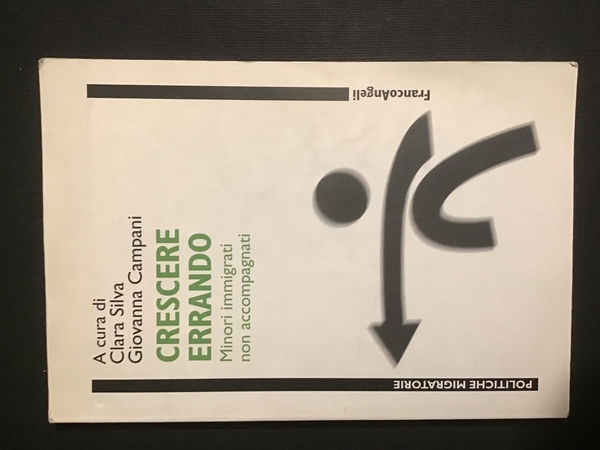 A cura di
Clara Silva
Giovanna Campani
CRESCERE
ERRANDO
Minori immigrati
non accompagnati
FrancoAngeli
POLITICHE MIGRATORIE